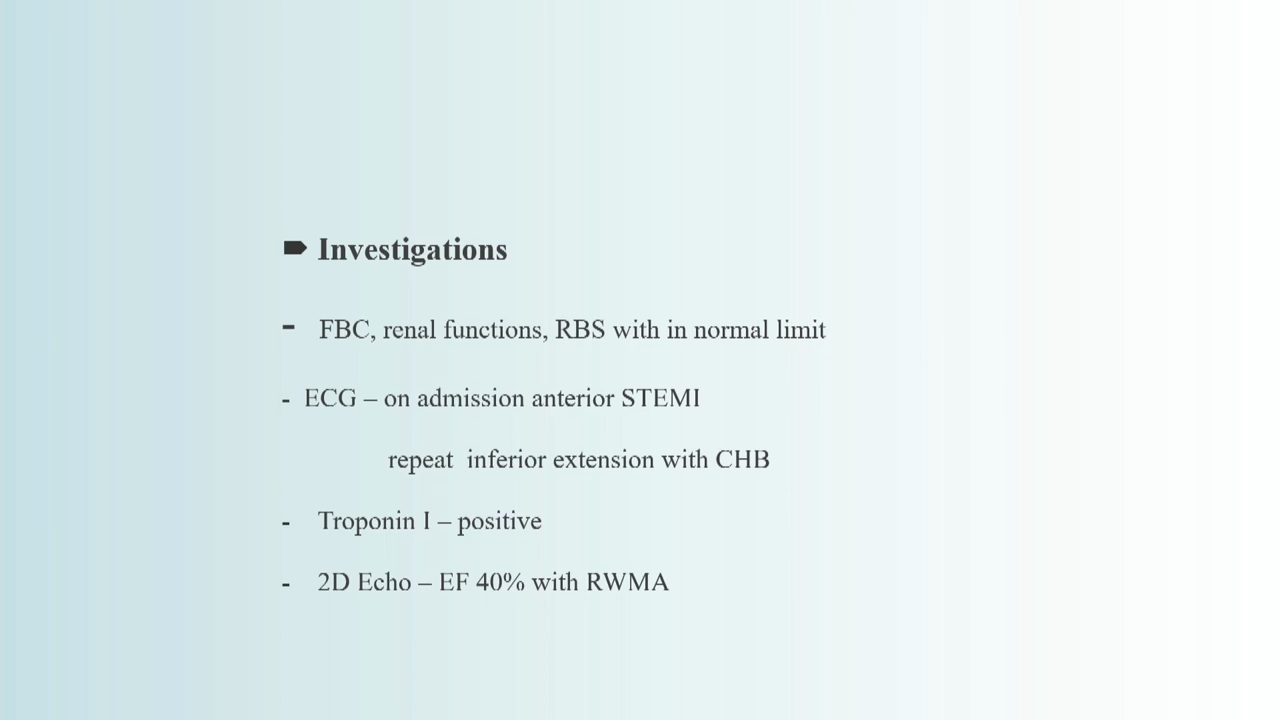 Investigations
- FBC, renal functions, RBS with in normal limit
- ECG – on admission anterior STEMI
repeat inferior extension with CHB
- Troponin I – positive
- 2D Echo – EF 40% with RWMA